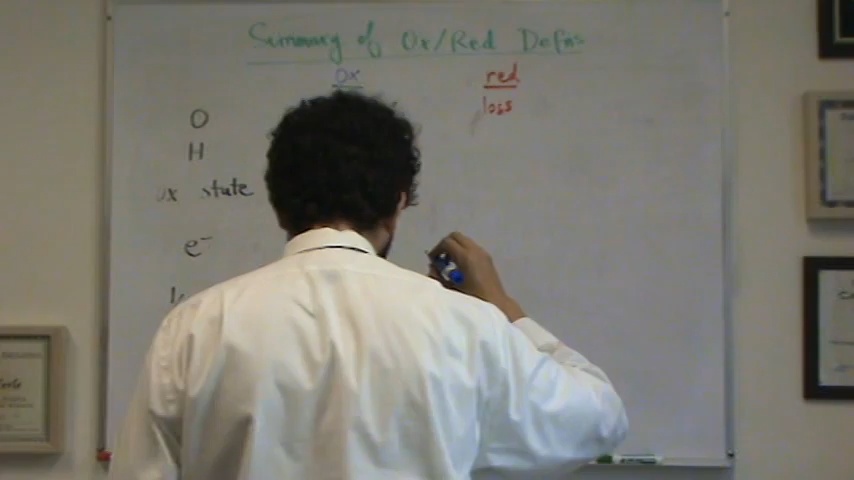 Summary of Ox/Red Defns
Ox red
O loss
H
ox state
e⁻